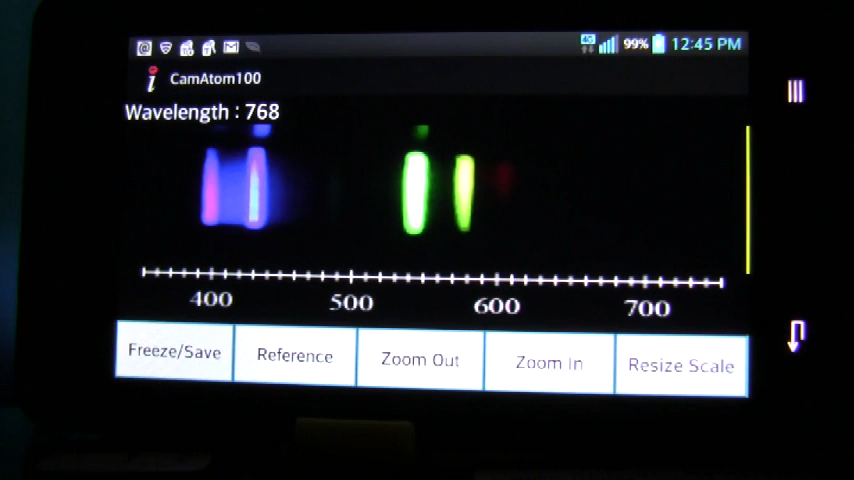 4G 99% 12:45 PM
CamAtom100
Wavelength : 768
400 500 600 700
Freeze/Save Reference Zoom Out Zoom In Resize Scale